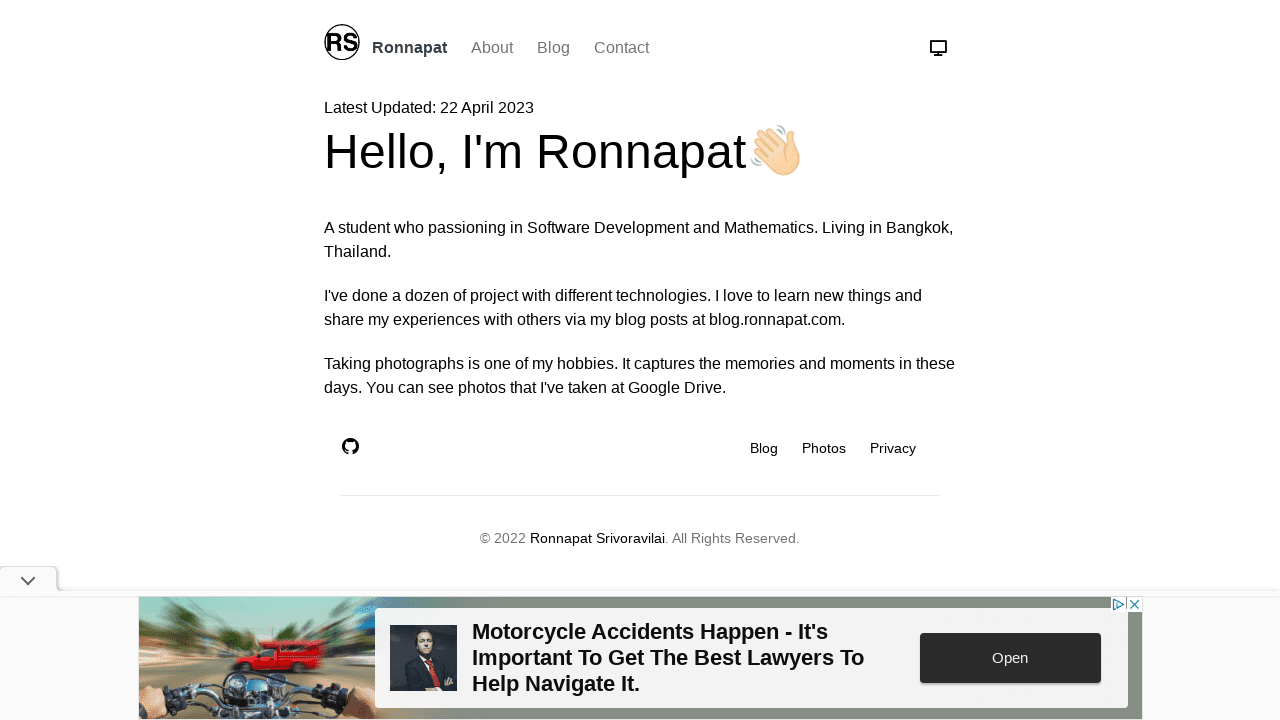 RS
Ronnapat About Blog Contact
Latest Updated: 22 April 2023
Hello, I'm Ronnapat👋🏻
A student who passioning in Software Development and Mathematics. Living in Bangkok,
Thailand.
I've done a dozen of project with different technologies. I love to learn new things and
share my experiences with others via my blog posts at blog.ronnapat.com.
Taking photographs is one of my hobbies. It captures the memories and moments in these
days. You can see photos that I've taken at Google Drive.
Blog Photos Privacy
© 2022 Ronnapat Srivoravilai. All Rights Reserved.
Motorcycle Accidents Happen - It's
Important To Get The Best Lawyers To
Help Navigate It.
Open